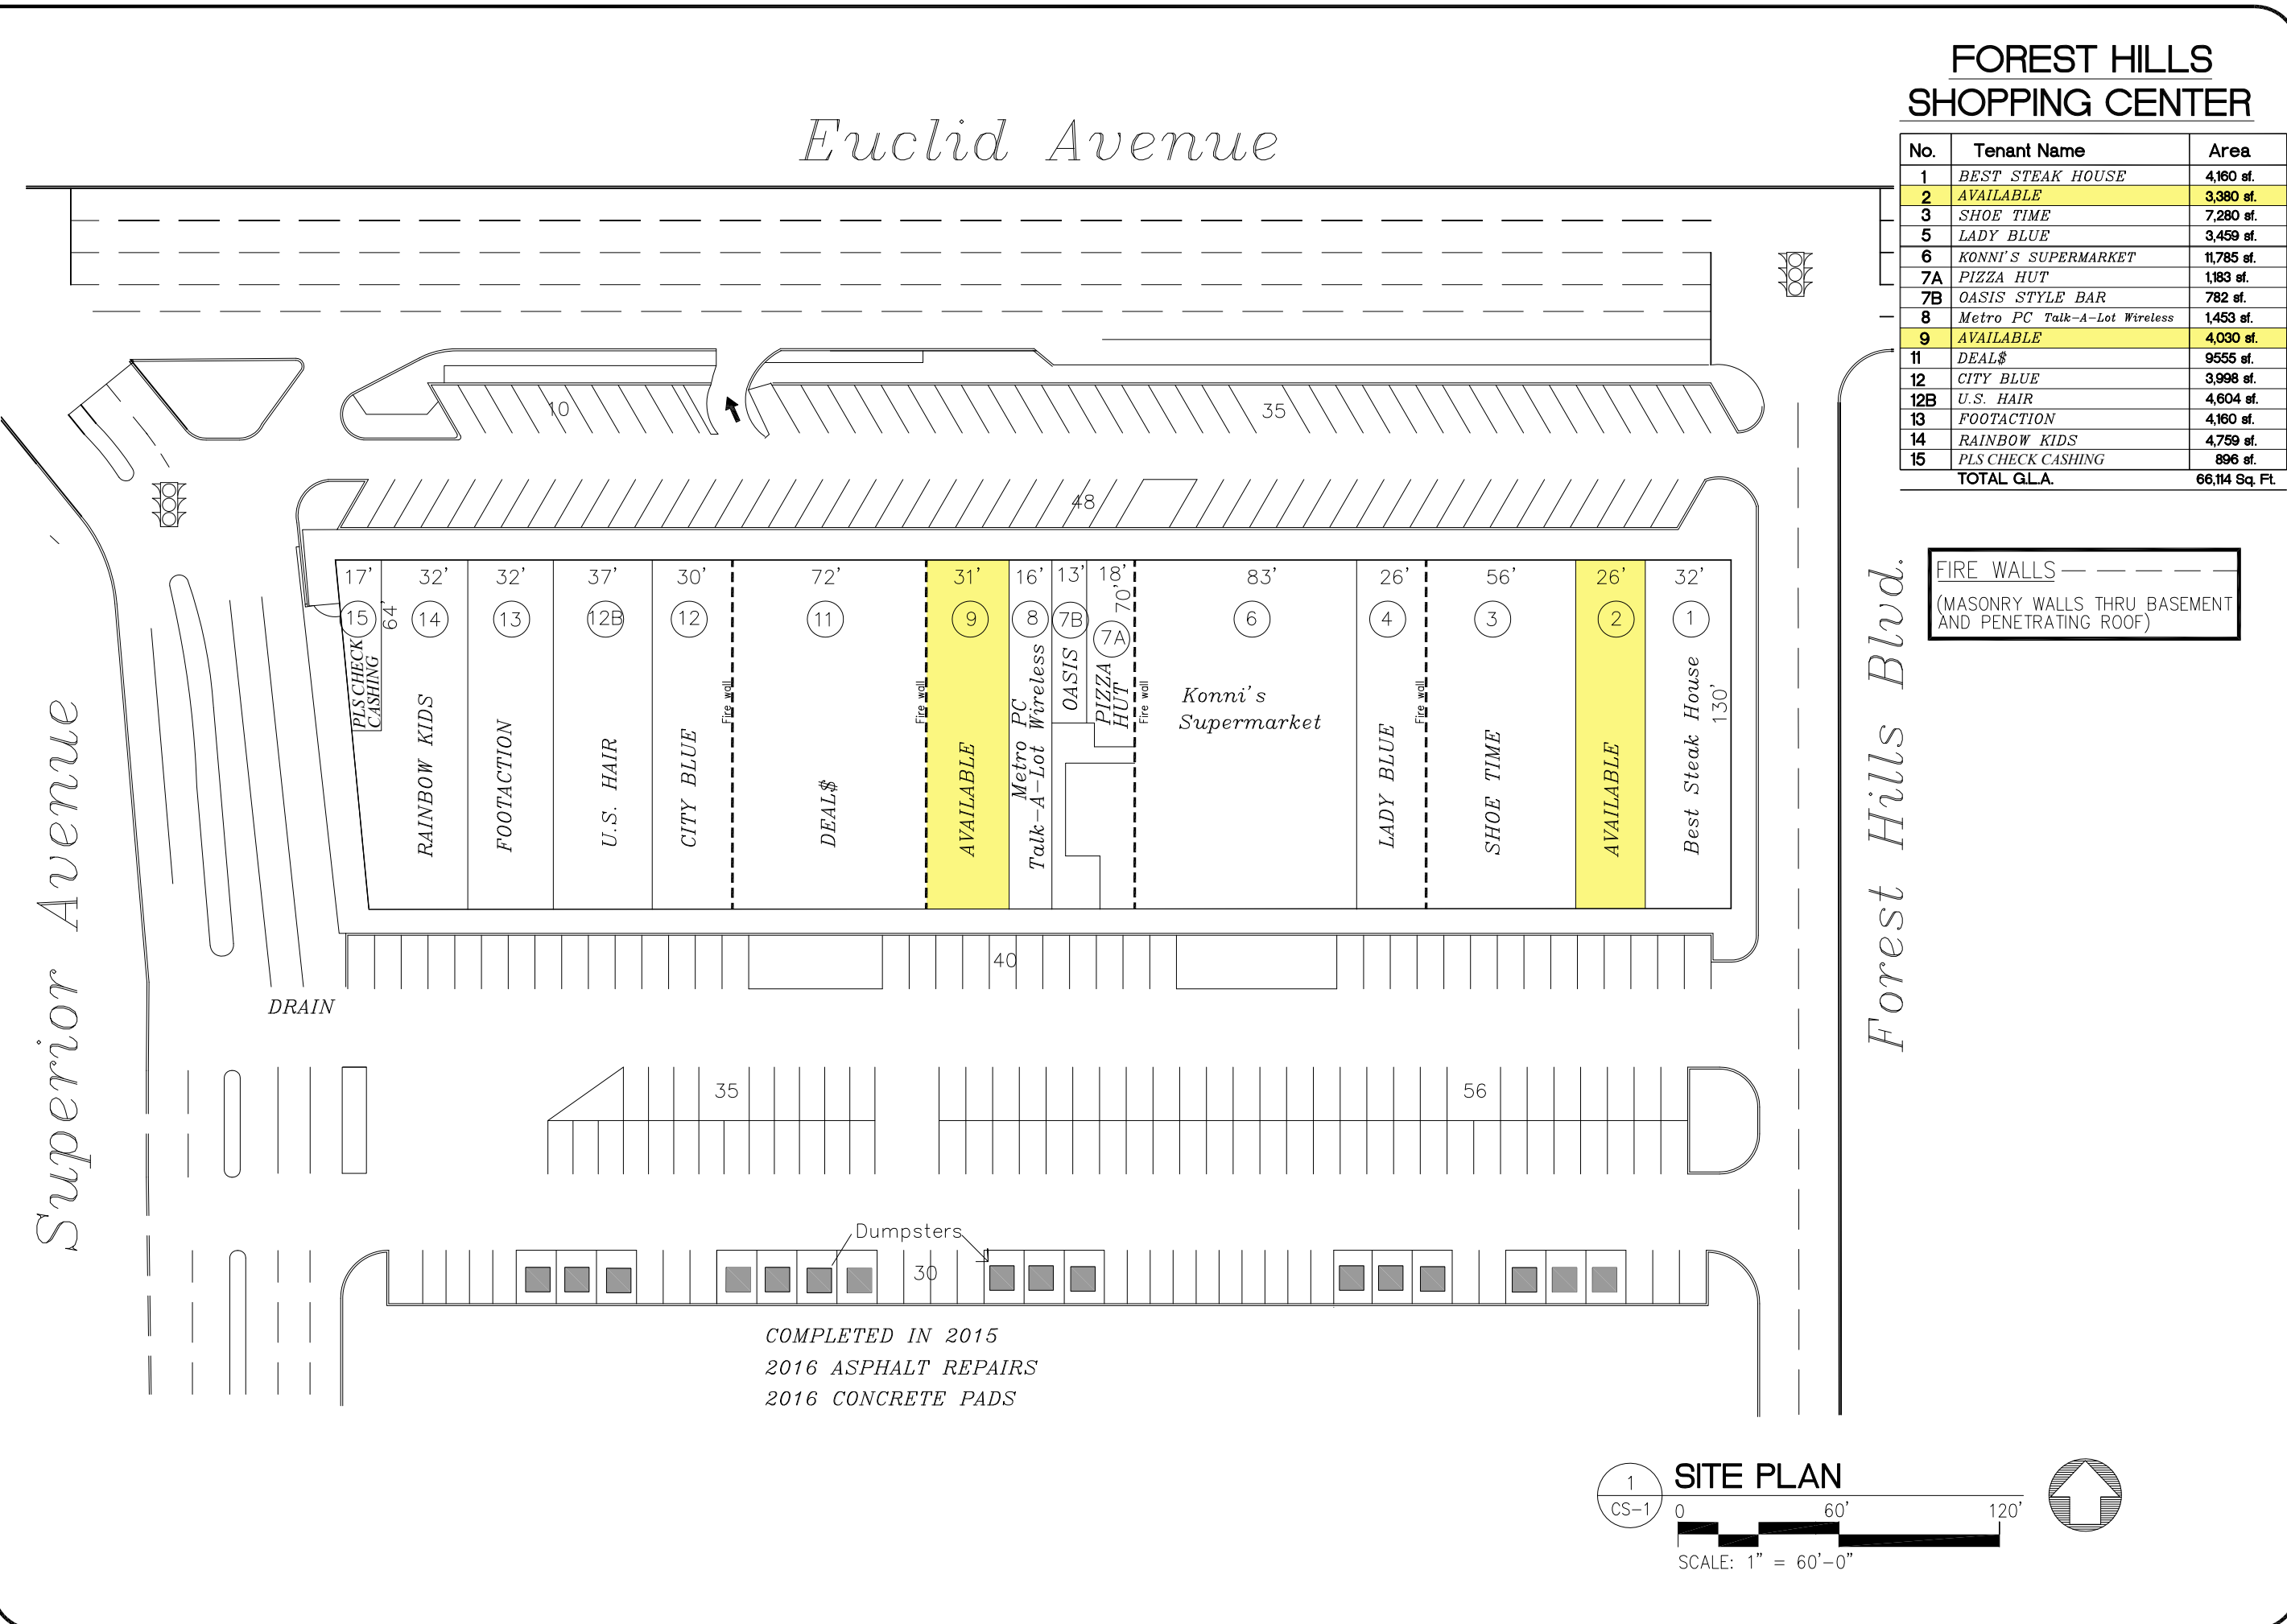 FOREST HILLS
SHOPPING CENTER
No. Tenant Name Area
1 BEST STEAK HOUSE 4,160 sf.
2 AVAILABLE 3,380 sf.
3 SHOE TIME 7,280 sf.
5 LADY BLUE 3,459 sf.
6 KONNI'S SUPERMARKET 11,785 sf.
7A PIZZA HUT 1,183 sf.
7B OASIS STYLE BAR 782 sf.
8 Metro PC Talk-A-Lot Wireless 1,453 sf.
9 AVAILABLE 4,030 sf.
11 DEAL$ 9555 sf.
12 CITY BLUE 3,998 sf.
12B U.S. HAIR 4,604 sf.
13 FOOTACTION 4,160 sf.
14 RAINBOW KIDS 4,759 sf.
15 PLS CHECK CASHING 896 sf.
TOTAL G.L.A. 66,114 Sq. Ft.
Euclid Avenue
10
35
48
FIRE WALLS
(MASONRY WALLS THRU BASEMENT
AND PENETRATING ROOF)
17' 32' 32' 37' 30' 72' 31' 16' 13' 18' 83' 26' 56' 26' 32'
64'
70'
15 14 13 12B 12 11 9 8 7B 7A 6 4 3 2 1
PLS CHECK
CASHING
RAINBOW KIDS
FOOTACTION
U.S. HAIR
CITY BLUE
Fire wall
DEAL$
Fire wall
AVAILABLE
Metro PC
Talk-A-Lot Wireless
OASIS
PIZZA
HUT
Fire wall
Konni's
Supermarket
LADY BLUE
Fire wall
SHOE TIME
AVAILABLE
Best Steak House
130'
Superior Avenue
Forest Hills Blvd.
40
DRAIN
35
56
Dumpsters
30
COMPLETED IN 2015
2016 ASPHALT REPAIRS
2016 CONCRETE PADS
1
CS-1
SITE PLAN
0 60' 120'
SCALE: 1" = 60'-0"